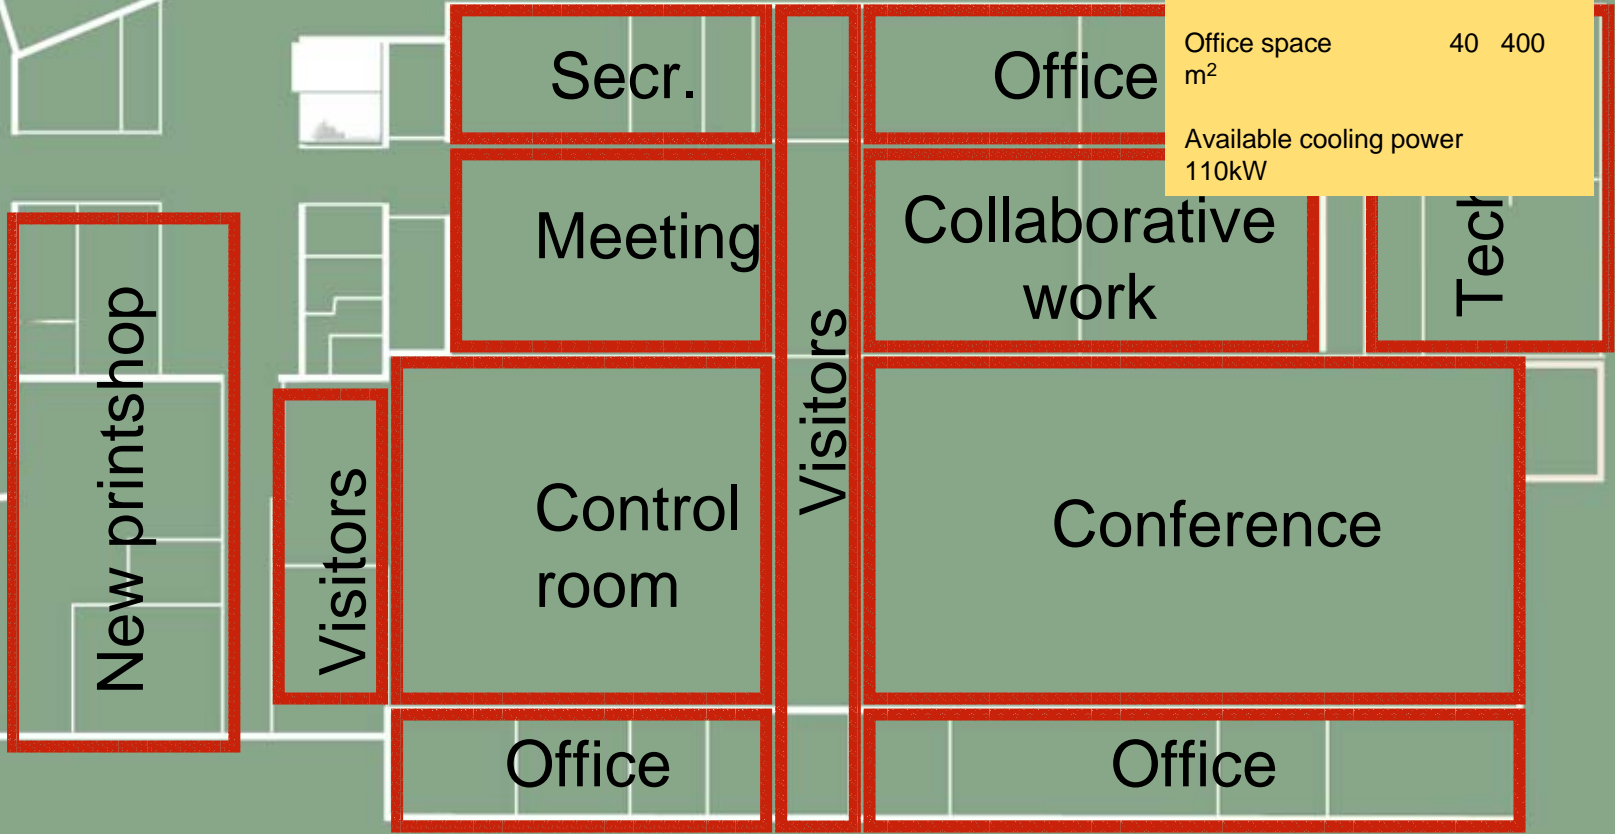 Secr.
Office
Office space 40 400
m²
Available cooling power
110kW
Meeting
Collaborative
work
Tech
New printshop
Visitors
Control
room
Visitors
Conference
Office
Office